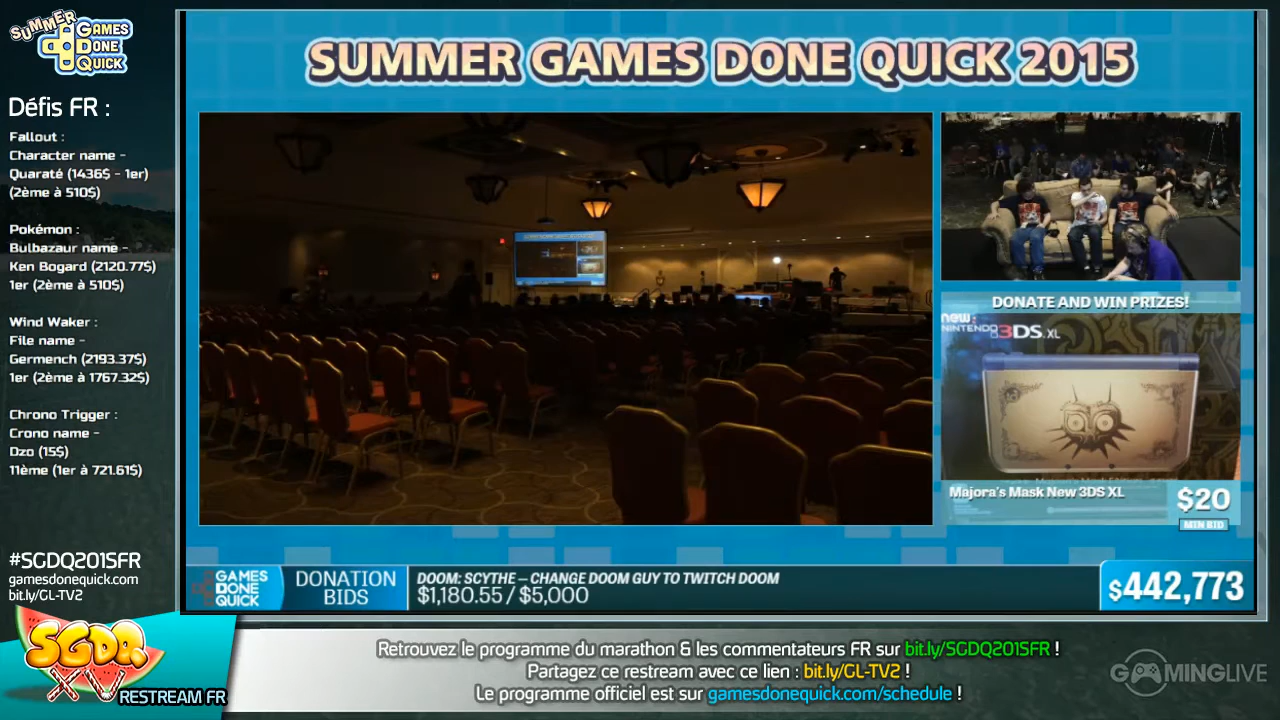 SUMMER
GAMES
DONE
QUICK
SUMMER GAMES DONE QUICK 2015
Défis FR :
Fallout :
Character name -
Quaraté (1436$ - 1er)
(2ème à 510$)
Pokémon :
Bulbazaur name -
Ken Bogard (2120.77$)
1er (2ème à 510$)
Wind Waker :
File name -
Germench (2193.37$)
1er (2ème à 1767.32$)
Chrono Trigger :
Crono name -
Dzo (15$)
11ème (1er à 721.61$)
#SGDQ2015FR
gamesdonequick.com
bit.ly/GL-TV2
DONATE AND WIN PRIZES!
new
NINTENDO 3DS XL
Majora's Mask New 3DS XL
$20
MIN BID
GAMES
DONE
QUICK
DONATION
BIDS
DOOM: SCYTHE – CHANGE DOOM GUY TO TWITCH DOOM
$1,180.55 / $5,000
$442,773
SGDQ
RESTREAM FR
Retrouvez le programme du marathon & les commentateurs FR sur bit.ly/SGDQ2015FR !
Partagez ce restream avec ce lien : bit.ly/GL-TV2 !
Le programme officiel est sur gamesdonequick.com/schedule !
GAMINGLIVE